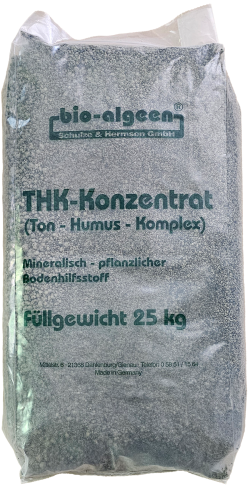 bio-algeen®
Schulze & Hermsen GmbH
THK-Konzentrat
(Ton - Humus - Komplex)
Mineralisch - pflanzlicher
Bodenhilfsstoff
Füllgewicht 25 kg
Made in Germany